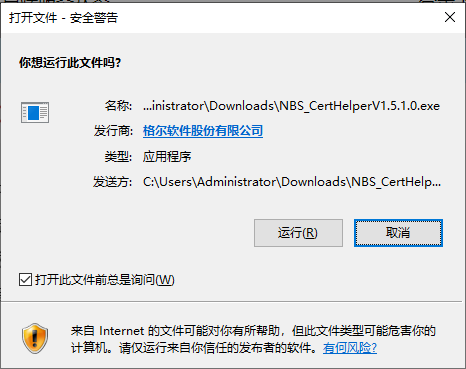 打开文件 - 安全警告
你想运行此文件吗?
名称: ...inistrator\Downloads\NBS_CertHelperV1.5.1.0.exe
发行商: 格尔软件股份有限公司
类型: 应用程序
发送方: C:\Users\Administrator\Downloads\NBS_CertHelp...
运行(R) 取消
打开此文件前总是询问(W)
来自 Internet 的文件可能对你有所帮助，但此文件类型可能危害你的
计算机。请仅运行来自你信任的发布者的软件。有何风险?